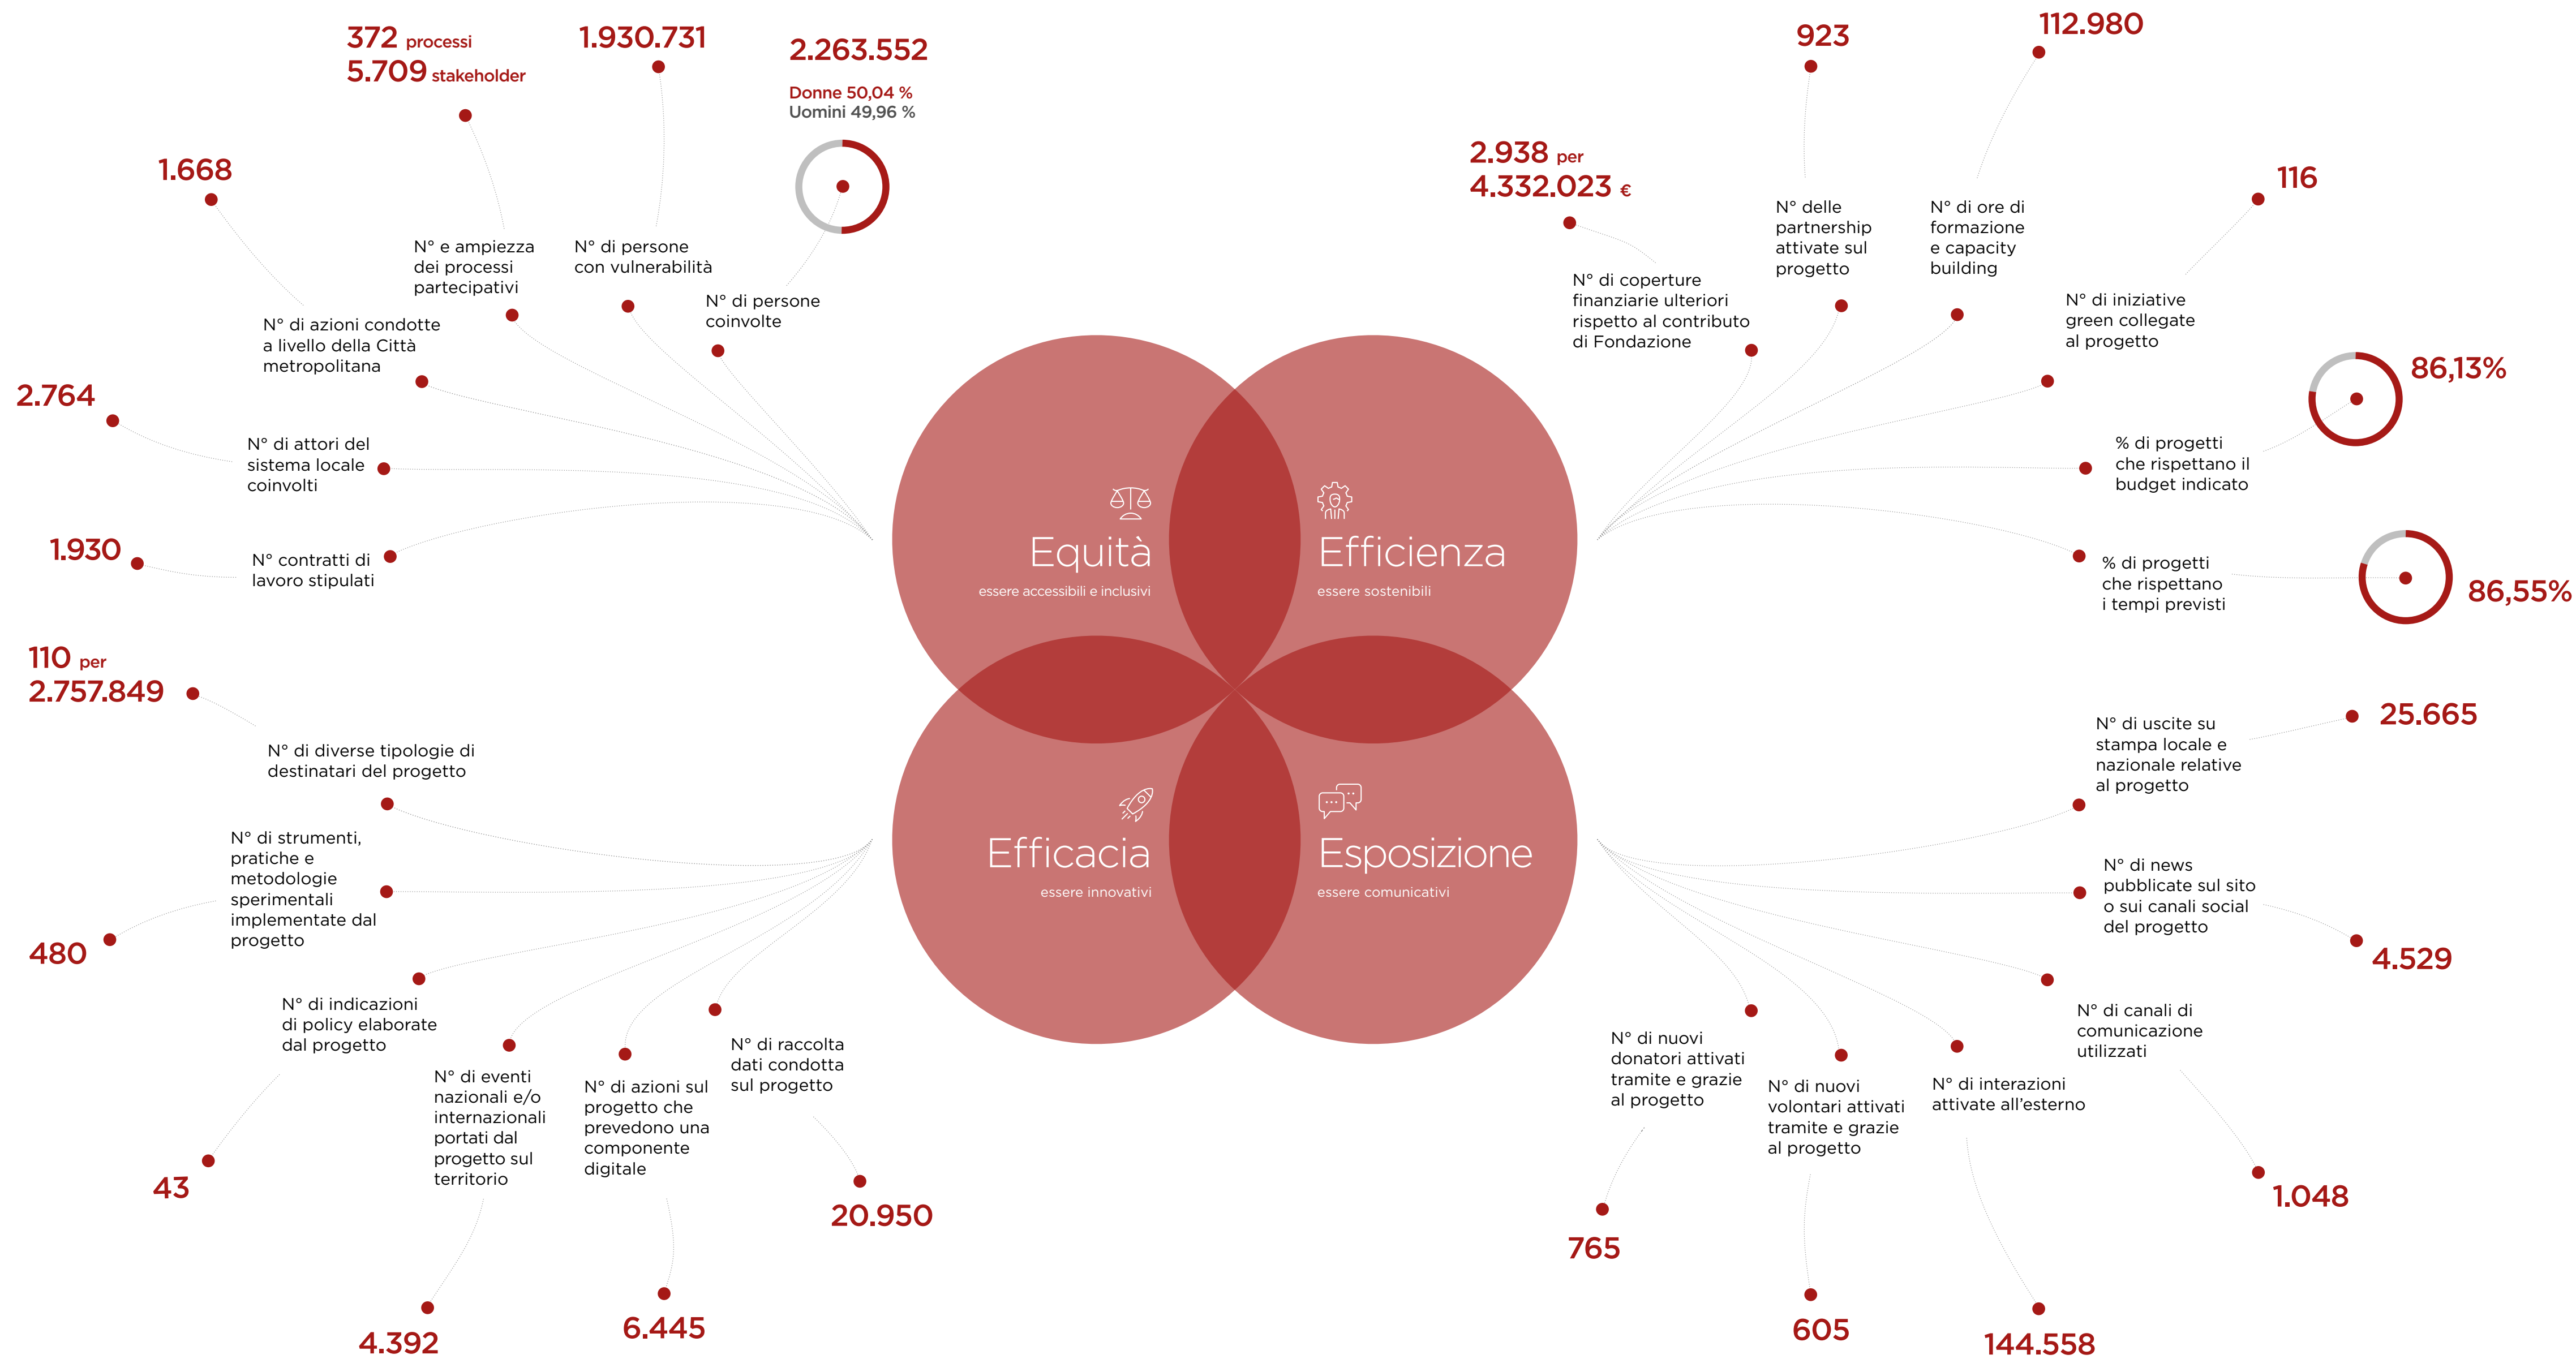 372 processi
5.709 stakeholder
N° e ampiezza
dei processi
partecipativi
1.930.731
N° di persone
con vulnerabilità
2.263.552
Donne 50,04 %
Uomini 49,96 %
N° di persone
coinvolte
1.668
N° di azioni condotte
a livello della Città
metropolitana
2.764
N° di attori del
sistema locale
coinvolti
1.930
N° contratti di
lavoro stipulati
Equità
essere accessibili e inclusivi
2.938 per
4.332.023 €
N° di coperture
finanziarie ulteriori
rispetto al contributo
di Fondazione
923
N° delle
partnership
attivate sul
progetto
112.980
N° di ore di
formazione
e capacity
building
116
N° di iniziative
green collegate
al progetto
86,13%
% di progetti
che rispettano il
budget indicato
86,55%
% di progetti
che rispettano
i tempi previsti
Efficienza
essere sostenibili
110 per
2.757.849
N° di diverse tipologie di
destinatari del progetto
N° di strumenti,
pratiche e
metodologie
sperimentali
implementate dal
progetto
480
N° di indicazioni
di policy elaborate
dal progetto
43
N° di eventi
nazionali e/o
internazionali
portati dal
progetto sul
territorio
4.392
N° di azioni sul
progetto che
prevedono una
componente
digitale
6.445
N° di raccolta
dati condotta
sul progetto
20.950
Efficacia
essere innovativi
Esposizione
essere comunicativi
N° di uscite su
stampa locale e
nazionale relative
al progetto
25.665
N° di news
pubblicate sul sito
o sui canali social
del progetto
4.529
N° di canali di
comunicazione
utilizzati
1.048
N° di interazioni
attivate all'esterno
144.558
N° di nuovi
volontari attivati
tramite e grazie
al progetto
605
N° di nuovi
donatori attivati
tramite e grazie
al progetto
765